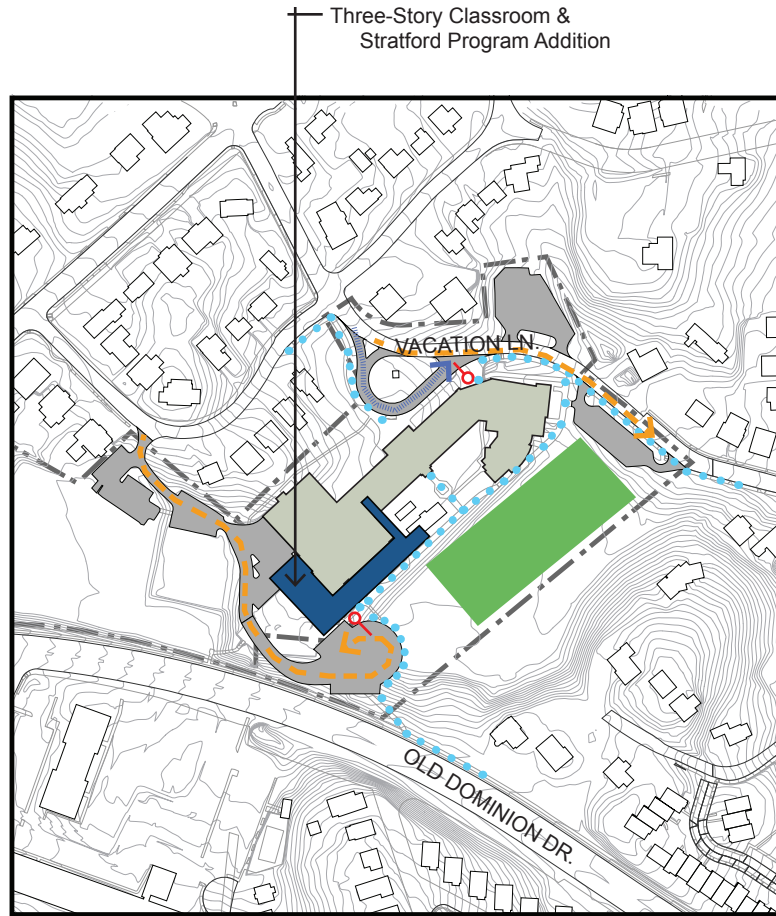 Three-Story Classroom &
Stratford Program Addition
VACATION LN.
OLD DOMINION DR.